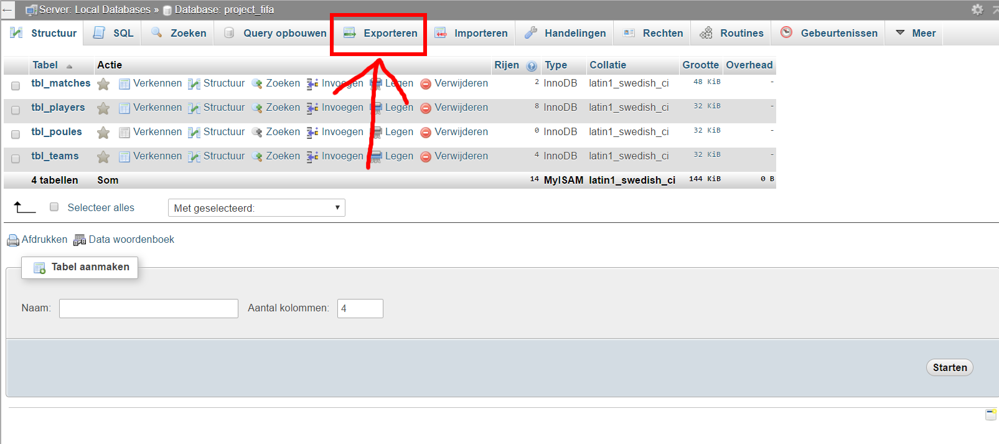 Server: Local Databases » Database: project_fifa
Structuur SQL Zoeken Query opbouwen Exporteren Importeren Handelingen Rechten Routines Gebeurtenissen Meer
Tabel Actie Rijen Type Collatie Grootte Overhead
tbl_matches Verkennen Structuur Zoeken Invoegen Legen Verwijderen 2 InnoDB latin1_swedish_ci 48 KiB -
tbl_players Verkennen Structuur Zoeken Invoegen Legen Verwijderen 8 InnoDB latin1_swedish_ci 32 KiB -
tbl_poules Verkennen Structuur Zoeken Invoegen Legen Verwijderen 0 InnoDB latin1_swedish_ci 32 KiB -
tbl_teams Verkennen Structuur Zoeken Invoegen Legen Verwijderen 4 InnoDB latin1_swedish_ci 32 KiB -
4 tabellen Som 14 MyISAM latin1_swedish_ci 144 KiB 0 B
Selecteer alles Met geselecteerd:
Afdrukken Data woordenboek
Tabel aanmaken
Naam: Aantal kolommen: 4
Starten